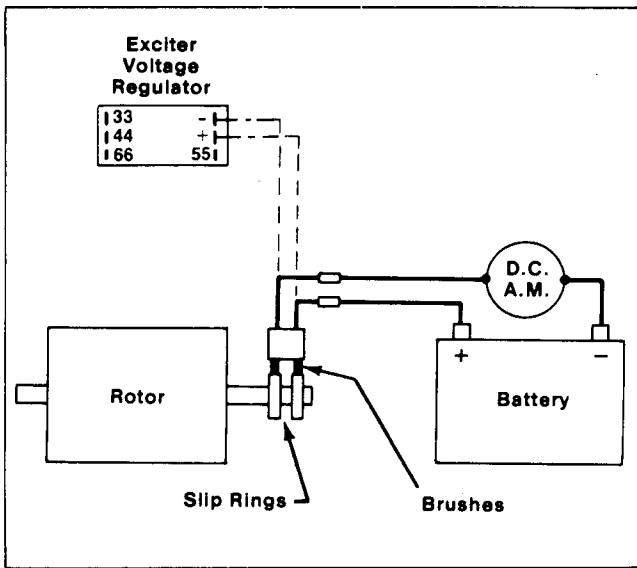 Exciter
Voltage
Regulator
33 -
44 +
66 55
D.C.
A.M.
+ -
Rotor
Battery
Slip Rings
Brushes